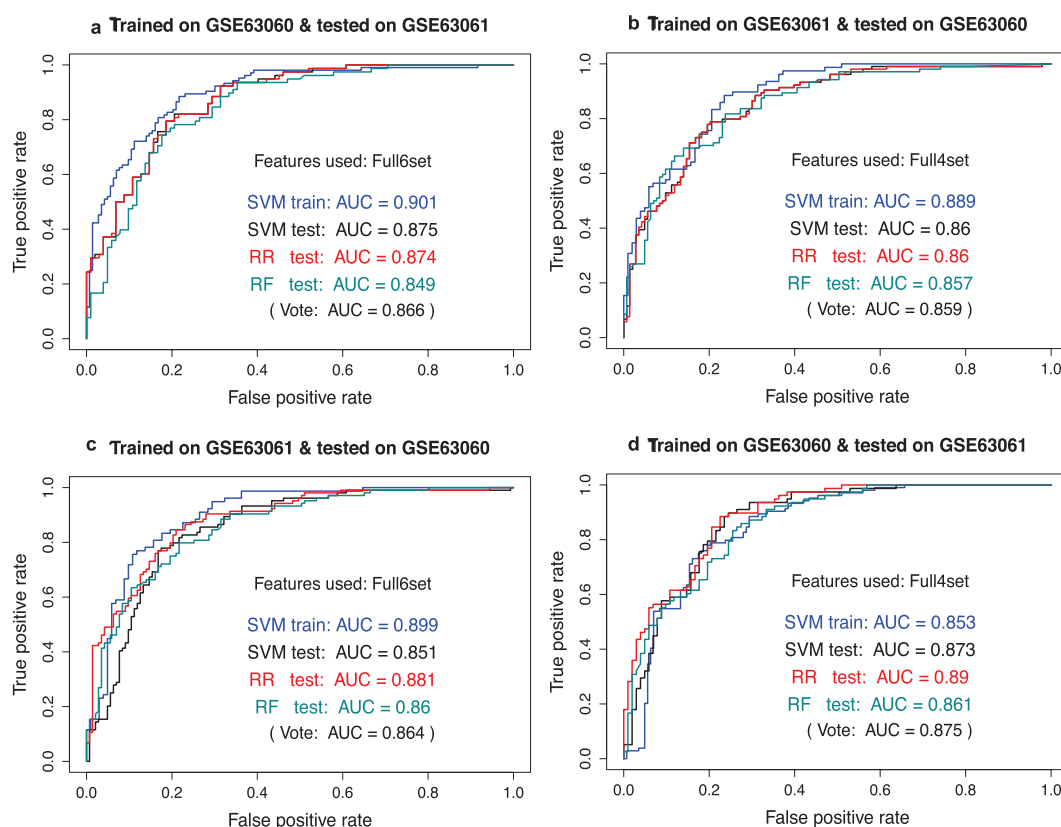 a Trained on GSE63060 & tested on GSE63061
True positive rate
1.0
0.8
0.6
0.4
0.2
0.0
Features used: Full6set
SVM train: AUC = 0.901
SVM test: AUC = 0.875
RR test: AUC = 0.874
RF test: AUC = 0.849
( Vote: AUC = 0.866 )
0.0 0.2 0.4 0.6 0.8 1.0
False positive rate
b Trained on GSE63061 & tested on GSE63060
True positive rate
1.0
0.8
0.6
0.4
0.2
0.0
Features used: Full4set
SVM train: AUC = 0.889
SVM test: AUC = 0.86
RR test: AUC = 0.86
RF test: AUC = 0.857
( Vote: AUC = 0.859 )
0.0 0.2 0.4 0.6 0.8 1.0
False positive rate
c Trained on GSE63061 & tested on GSE63060
True positive rate
1.0
0.8
0.6
0.4
0.2
0.0
Features used: Full6set
SVM train: AUC = 0.899
SVM test: AUC = 0.851
RR test: AUC = 0.881
RF test: AUC = 0.86
( Vote: AUC = 0.864 )
0.0 0.2 0.4 0.6 0.8 1.0
False positive rate
d Trained on GSE63060 & tested on GSE63061
True positive rate
1.0
0.8
0.6
0.4
0.2
0.0
Features used: Full4set
SVM train: AUC = 0.853
SVM test: AUC = 0.873
RR test: AUC = 0.89
RF test: AUC = 0.861
( Vote: AUC = 0.875 )
0.0 0.2 0.4 0.6 0.8 1.0
False positive rate